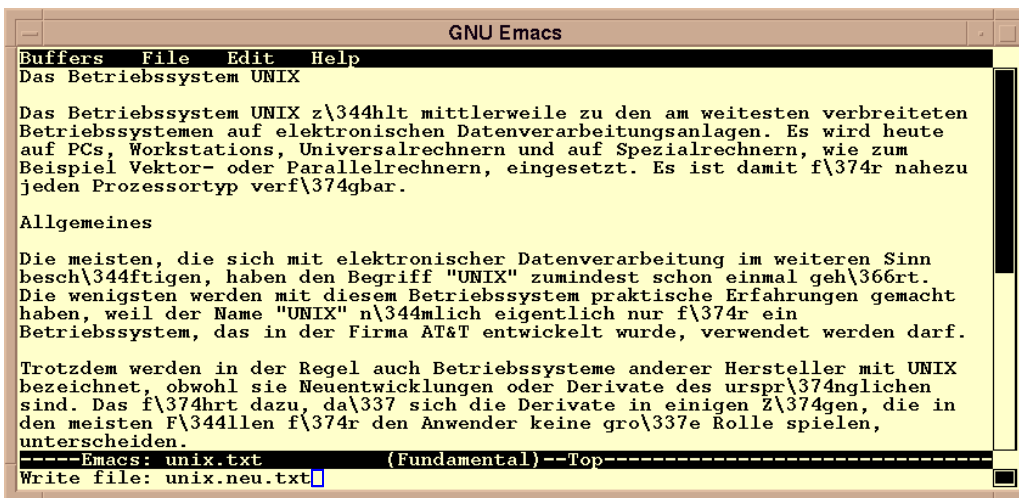 GNU Emacs
Buffers File Edit Help
Das Betriebssystem UNIX
Das Betriebssystem UNIX z\344hlt mittlerweile zu den am weitesten verbreiteten
Betriebssystemen auf elektronischen Datenverarbeitungsanlagen. Es wird heute
auf PCs, Workstations, Universalrechnern und auf Spezialrechnern, wie zum
Beispiel Vektor- oder Parallelrechnern, eingesetzt. Es ist damit f\374r nahezu
jeden Prozessortyp verf\374gbar.
Allgemeines
Die meisten, die sich mit elektronischer Datenverarbeitung im weiteren Sinn
besch\344ftigen, haben den Begriff "UNIX" zumindest schon einmal geh\366rt.
Die wenigsten werden mit diesem Betriebssystem praktische Erfahrungen gemacht
haben, weil der Name "UNIX" n\344mlich eigentlich nur f\374r ein
Betriebssystem, das in der Firma AT&T entwickelt wurde, verwendet werden darf.
Trotzdem werden in der Regel auch Betriebssysteme anderer Hersteller mit UNIX
bezeichnet, obwohl sie Neuentwicklungen oder Derivate des urspr\374nglichen
sind. Das f\374hrt dazu, da\337 sich die Derivate in einigen Z\374gen, die in
den meisten F\344llen f\374r den Anwender keine gro\337e Rolle spielen,
unterscheiden.
-----Emacs: unix.txt (Fundamental)--Top--------------------------------
Write file: unix.neu.txt